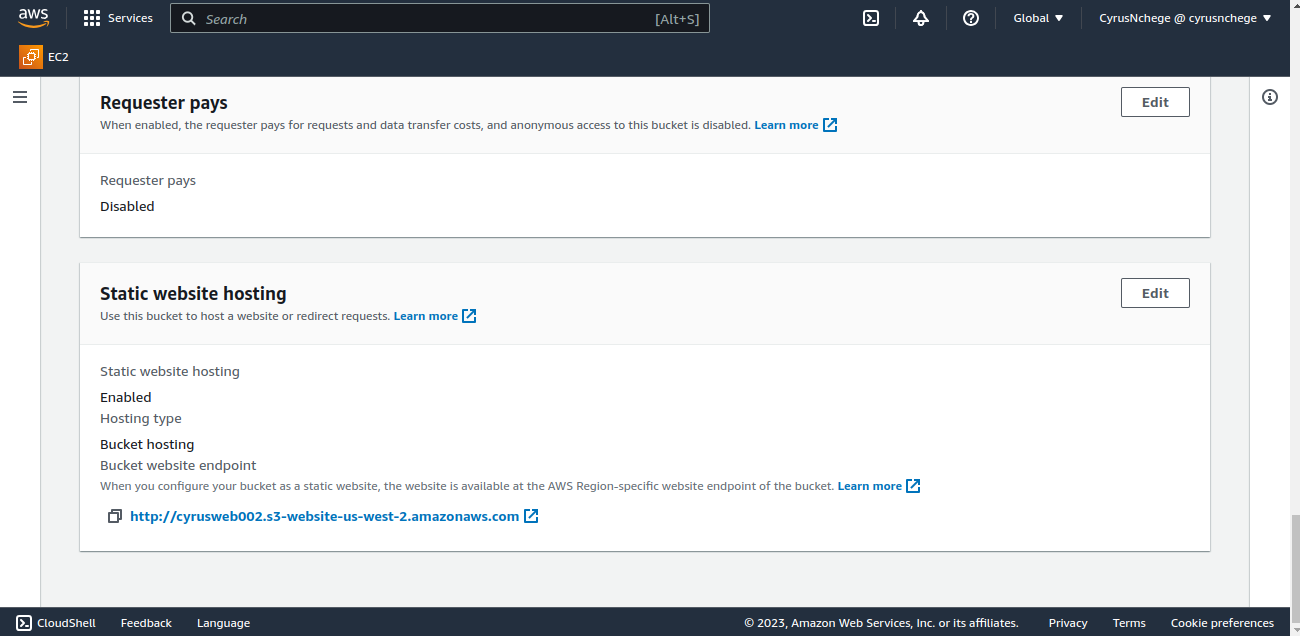 aws
Services
Search
[Alt+S]
Global
CyrusNchege @ cyrusnchege
EC2
Requester pays
Edit
When enabled, the requester pays for requests and data transfer costs, and anonymous access to this bucket is disabled. Learn more
Requester pays
Disabled
Static website hosting
Edit
Use this bucket to host a website or redirect requests. Learn more
Static website hosting
Enabled
Hosting type
Bucket hosting
Bucket website endpoint
When you configure your bucket as a static website, the website is available at the AWS Region-specific website endpoint of the bucket. Learn more
http://cyrusweb002.s3-website-us-west-2.amazonaws.com
CloudShell
Feedback
Language
© 2023, Amazon Web Services, Inc. or its affiliates.
Privacy
Terms
Cookie preferences